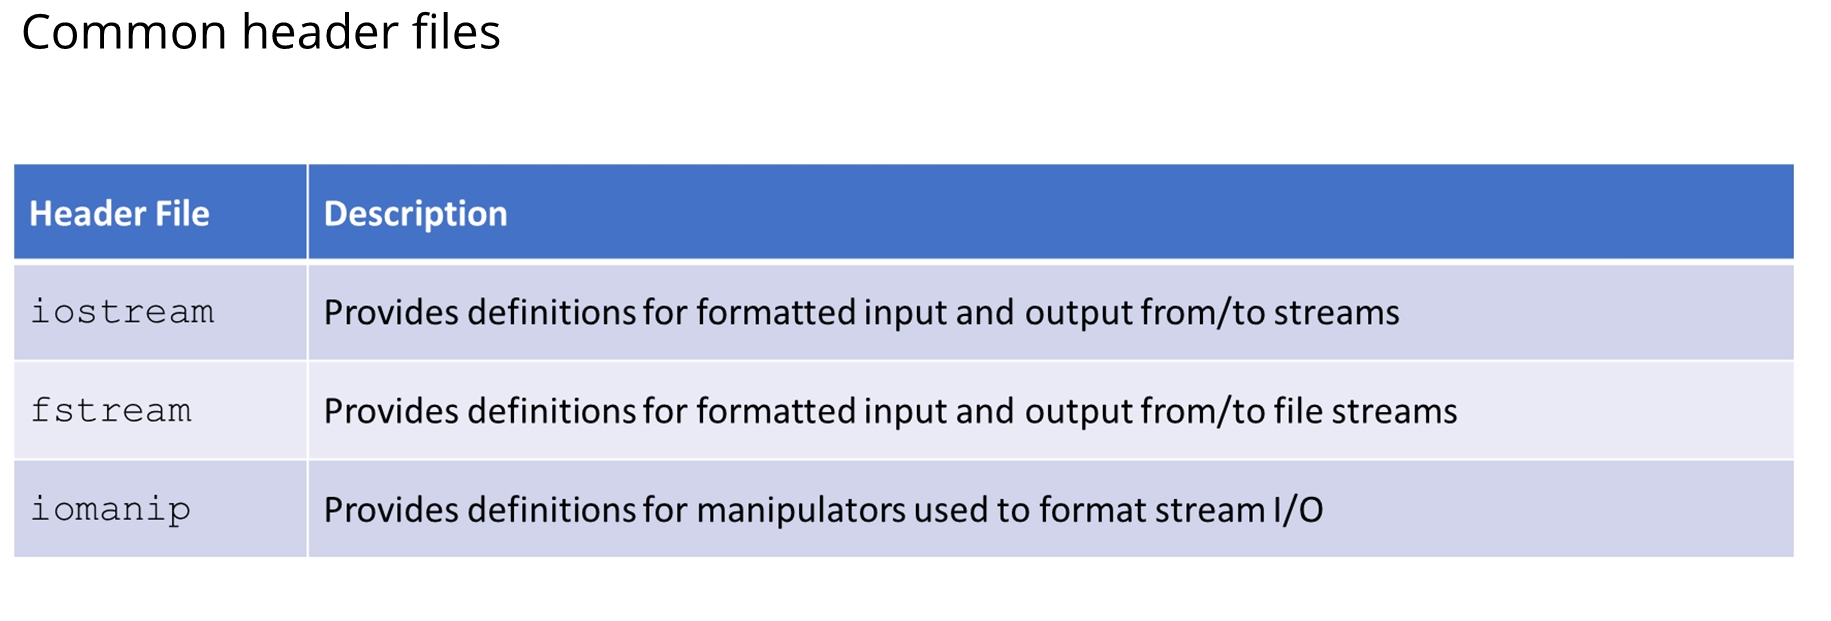 Common header files
Header File Description
iostream Provides definitions for formatted input and output from/to streams
fstream Provides definitions for formatted input and output from/to file streams
iomanip Provides definitions for manipulators used to format stream I/O